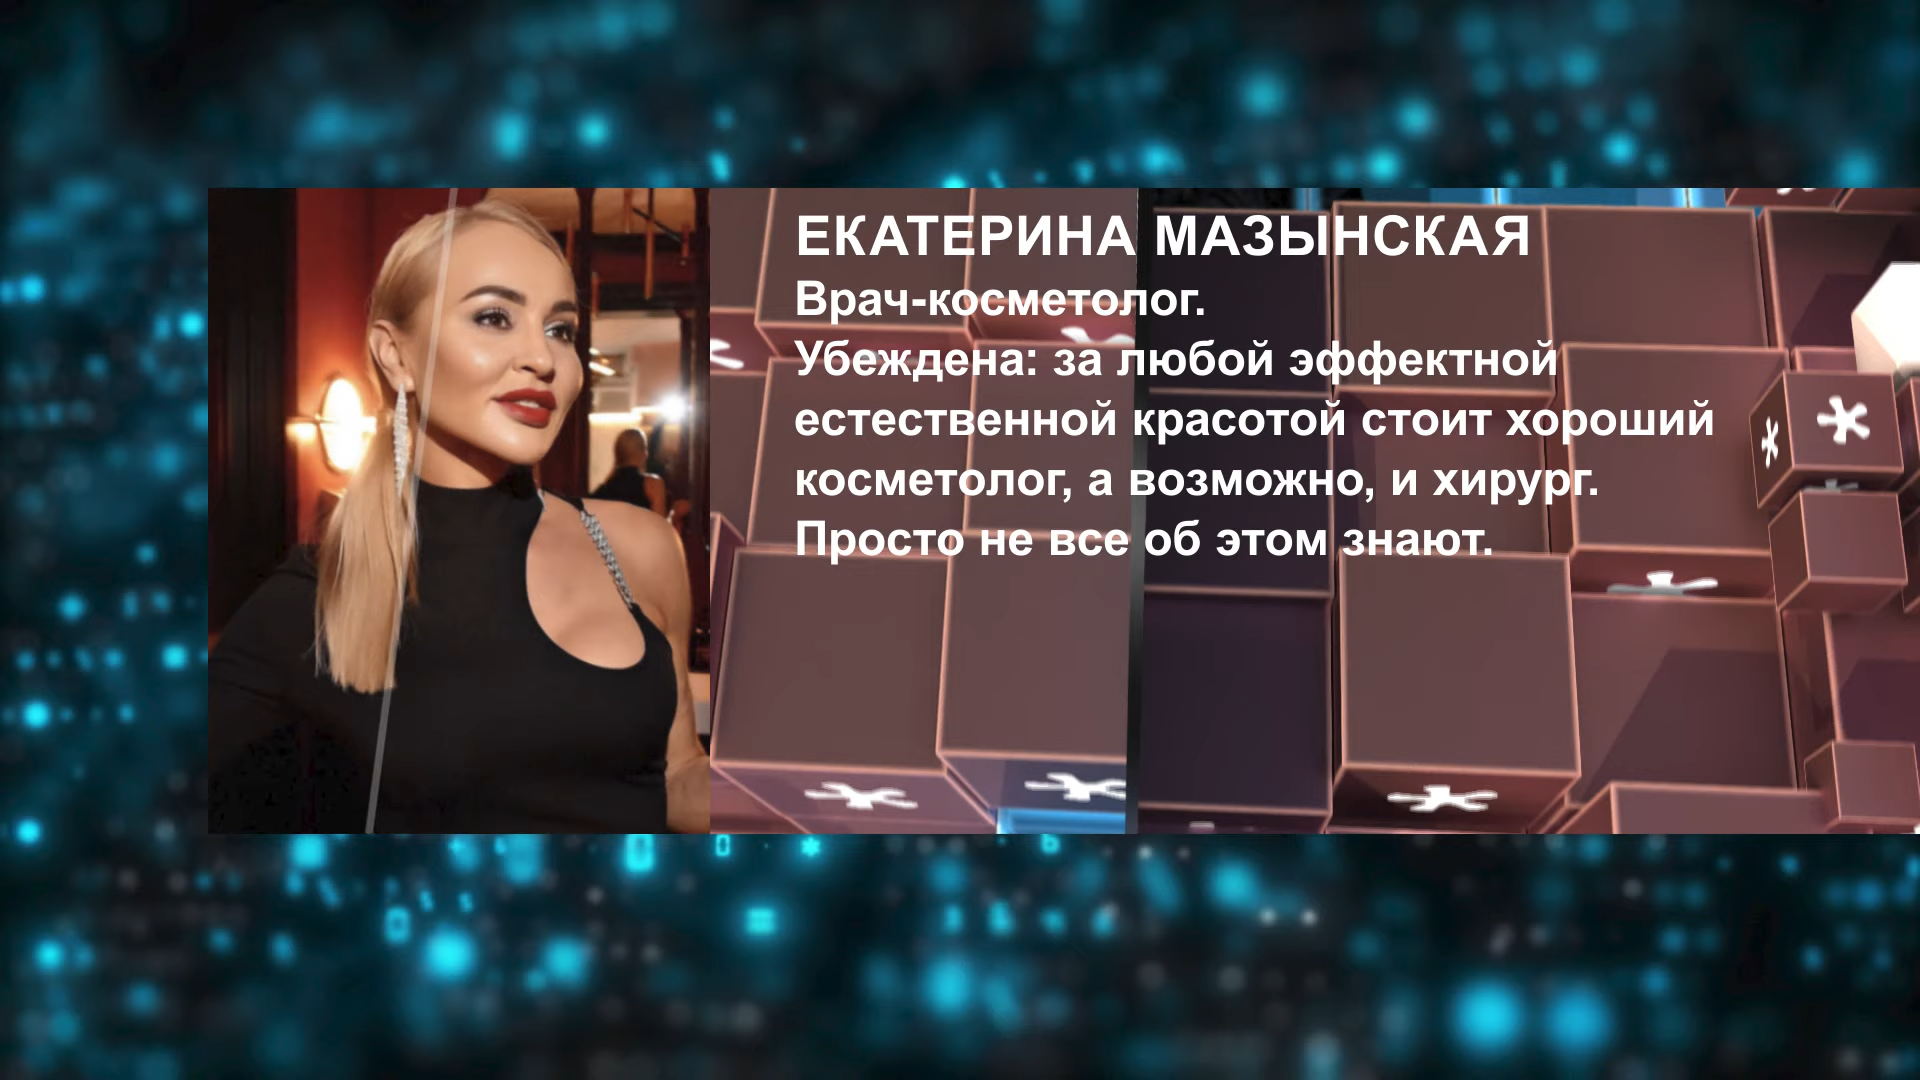 ЕКАТЕРИНА МАЗЫНСКАЯ
Врач-косметолог.
Убеждена: за любой эффектной
естественной красотой стоит хороший
косметолог, а возможно, и хирург.
Просто не все об этом знают.